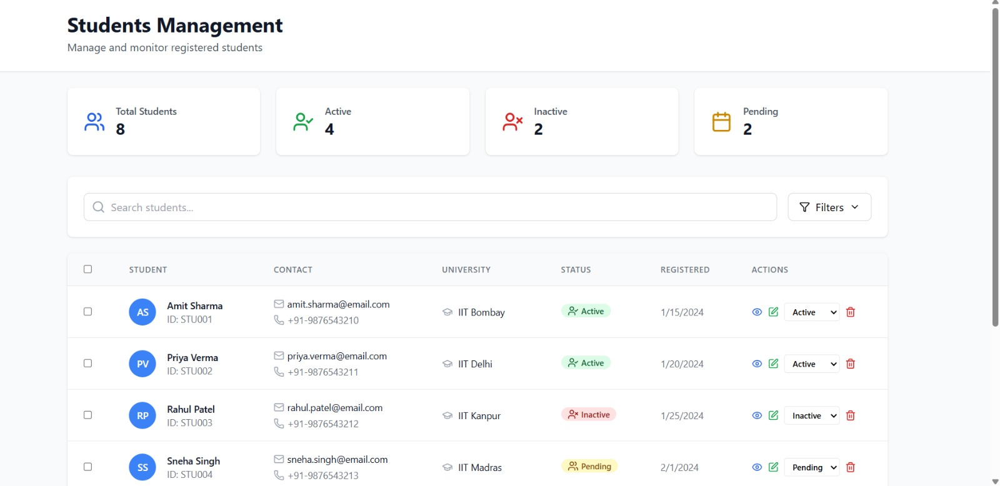 Students Management
Manage and monitor registered students
Total Students
8
Active
4
Inactive
2
Pending
2
Search students...
Filters
STUDENT CONTACT UNIVERSITY STATUS REGISTERED ACTIONS
AS Amit Sharma ID: STU001 amit.sharma@email.com +91-9876543210 IIT Bombay Active 1/15/2024 Active
PV Priya Verma ID: STU002 priya.verma@email.com +91-9876543211 IIT Delhi Active 1/20/2024 Active
RP Rahul Patel ID: STU003 rahul.patel@email.com +91-9876543212 IIT Kanpur Inactive 1/25/2024 Inactive
SS Sneha Singh ID: STU004 sneha.singh@email.com +91-9876543213 IIT Madras Pending 2/1/2024 Pending